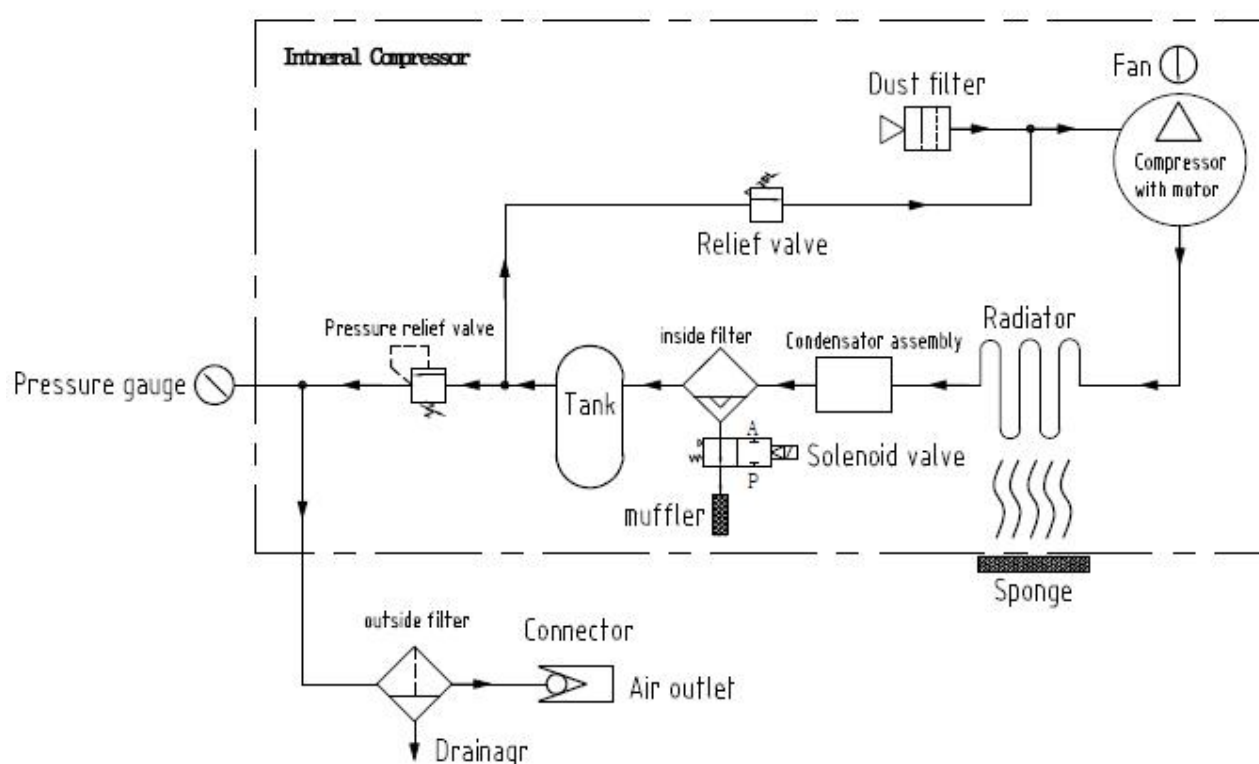 Intneral Compressor
Fan
Dust filter
Compressor
with motor
Relief valve
Pressure relief valve
inside filter
Condensator assembly
Radiator
Pressure gauge
Tank
A
Solenoid valve
P
muffler
Sponge
outside filter
Connector
Air outlet
Drainagr